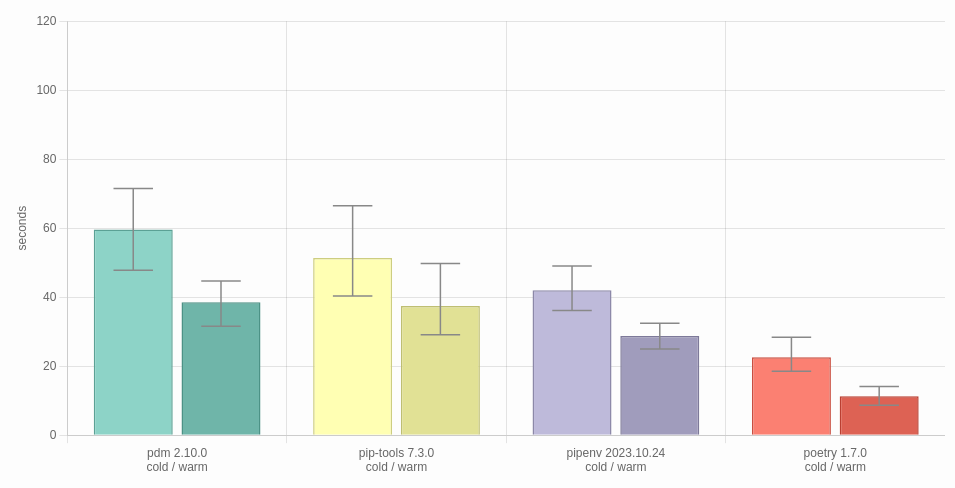 120
100
80
60
40
20
0
seconds
pdm 2.10.0
cold / warm
pip-tools 7.3.0
cold / warm
pipenv 2023.10.24
cold / warm
poetry 1.7.0
cold / warm